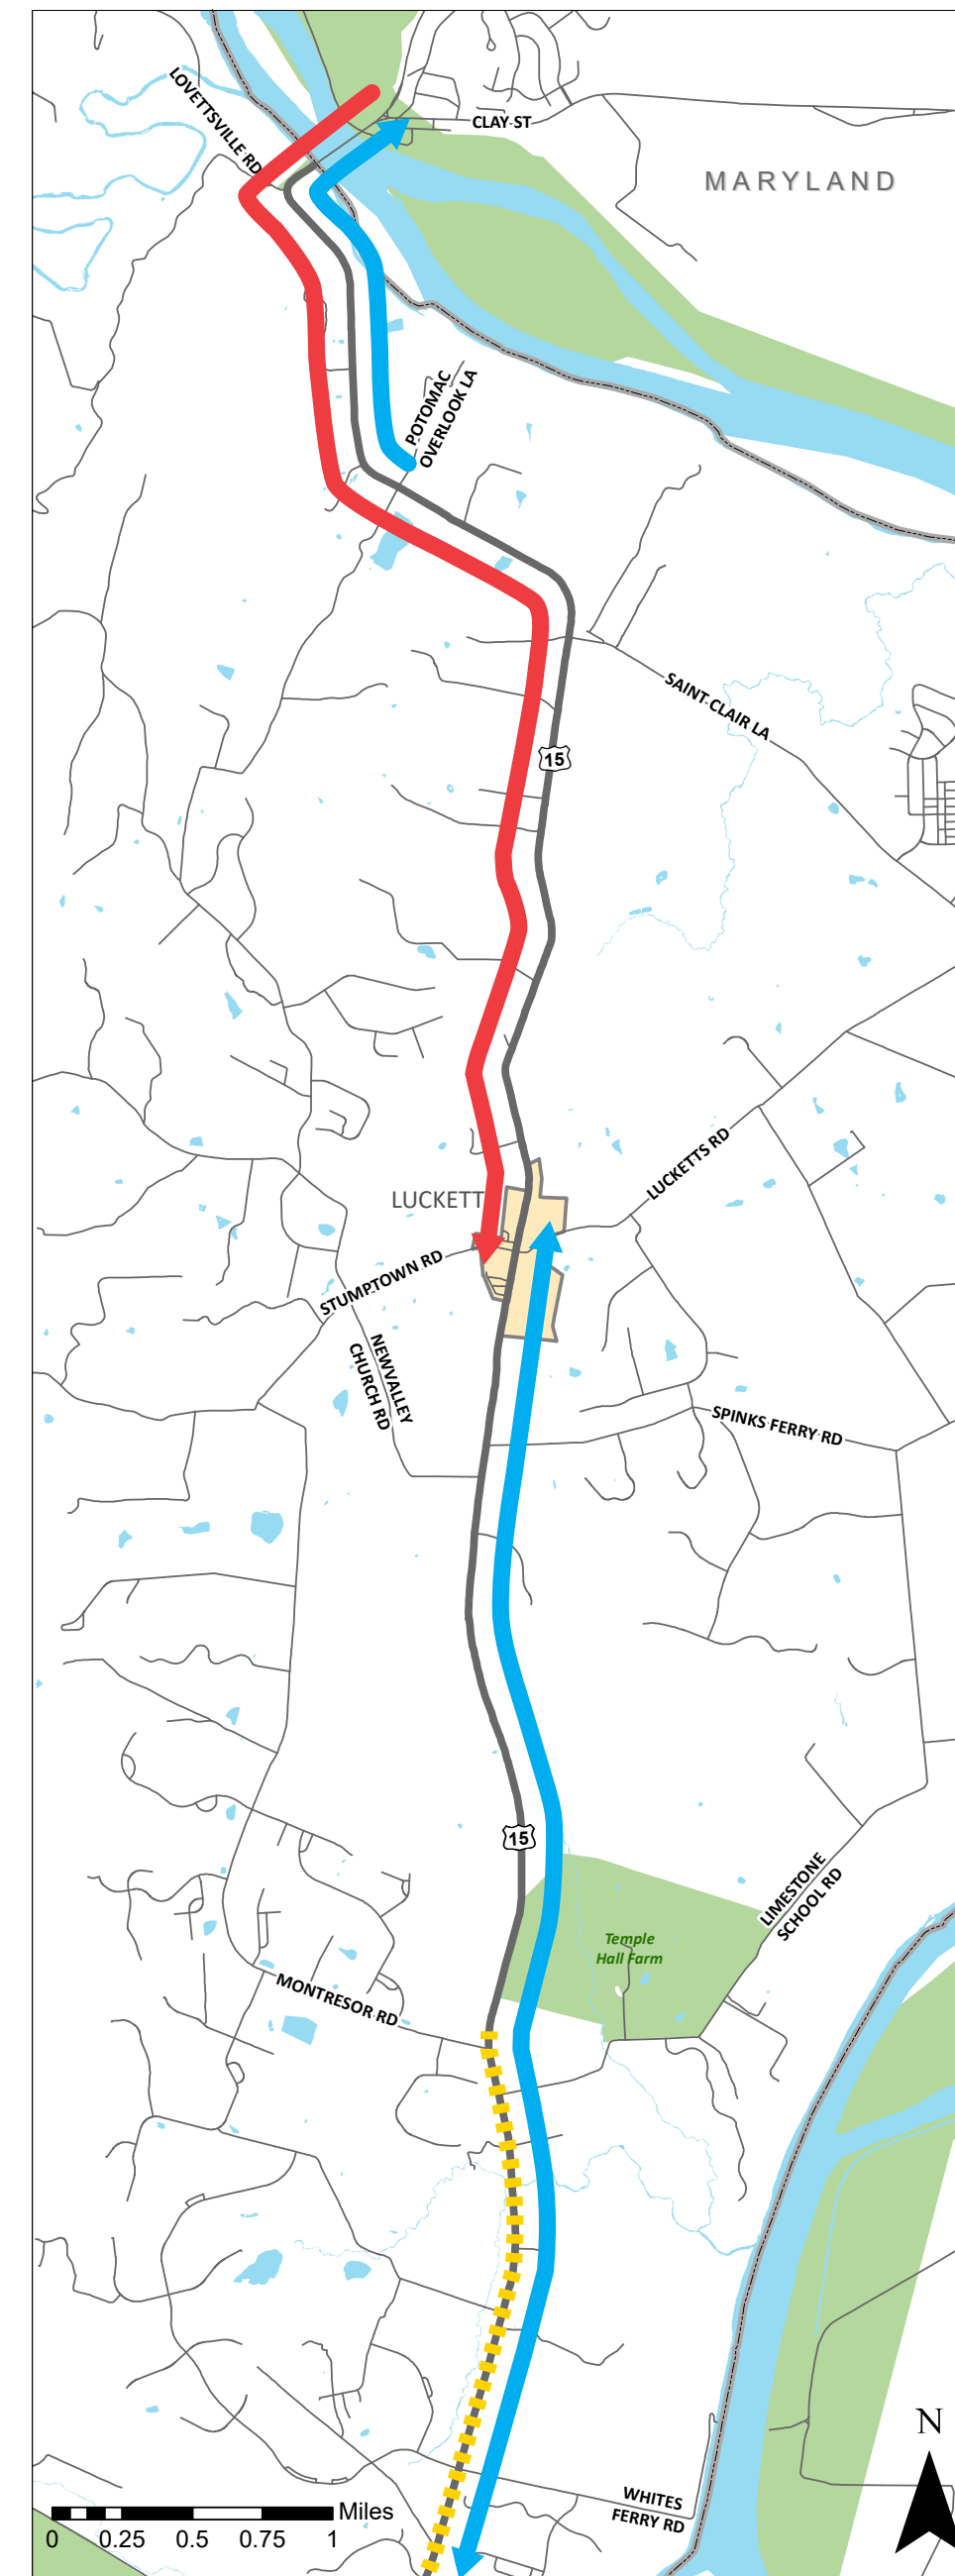 LOVETTSVILLE RD
CLAY ST
MARYLAND
POTOMAC
OVERLOOK LA
SAINT CLAIR LA
15
LUCKETTS RD
LUCKETT
STUMPTOWN RD
NEWVALLEY
CHURCH RD
SPINKS FERRY RD
15
LIMESTONE
SCHOOL RD
Temple
Hall Farm
MONTRESOR RD
N
WHITES
FERRY RD
Miles
0 0.25 0.5 0.75 1